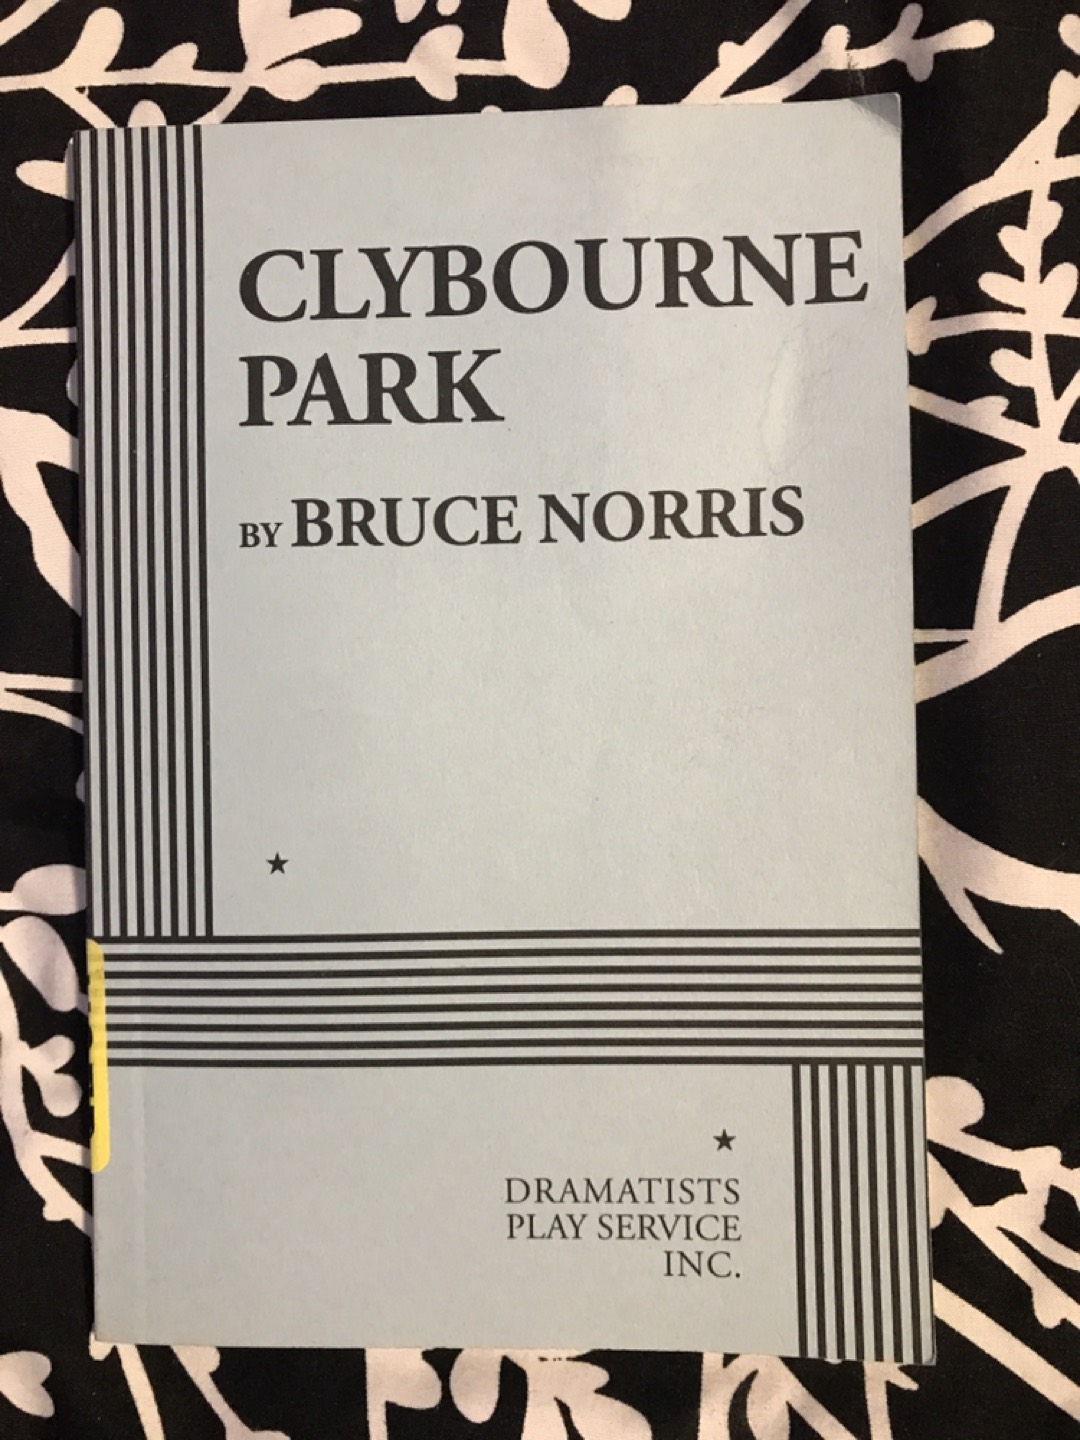 CLYBOURNE
PARK
BY BRUCE NORRIS
DRAMATISTS
PLAY SERVICE
INC.